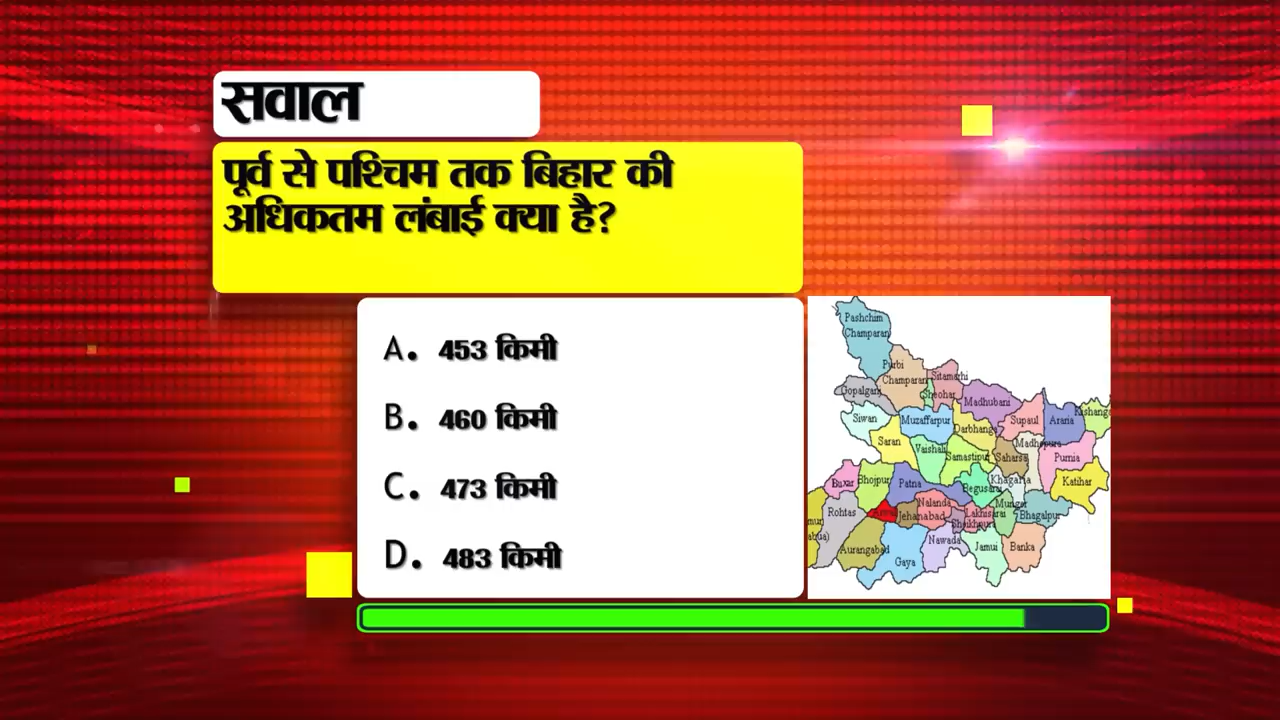 सवाल
पूर्व से पश्चिम तक बिहार की
अधिकतम लंबाई क्या है?
A. 453 किमी
B. 460 किमी
C. 473 किमी
D. 483 किमी
Pashchim
Champaran
Purbi
Champaran
Sitamarhi
Sheohar
Gopalganj
Madhubani
Siwan
Muzaffarpur
Darbhanga
Supaul
Araria
Kishang
Saran
Vaishali
Samastipur
Saharsa
Madhepura
Purnia
Buxar
Bhojpur
Patna
Begusarai
Khagaria
Katihar
Rohtas
Arwal
Jehanabad
Nalanda
Sheikhpura
Lakhisarai
Munger
Bhagalpur
Aurangabad
Gaya
Nawada
Jamui
Banka